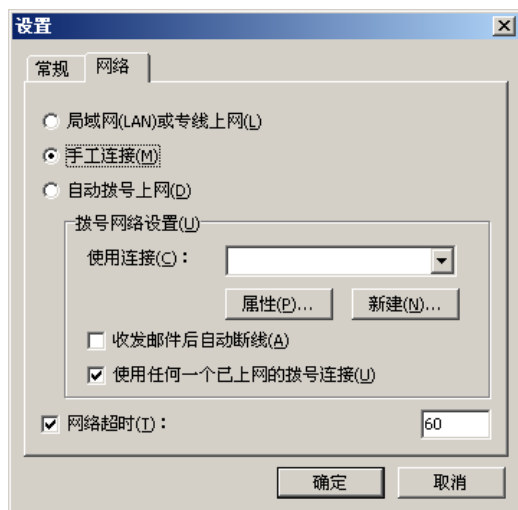 设置
常规 网络
局域网(LAN)或专线上网(L)
手工连接(M)
自动拨号上网(D)
拨号网络设置(U)
使用连接(C):
属性(P)... 新建(N)...
收发邮件后自动断线(A)
使用任何一个已上网的拨号连接(U)
网络超时(T): 60
确定 取消